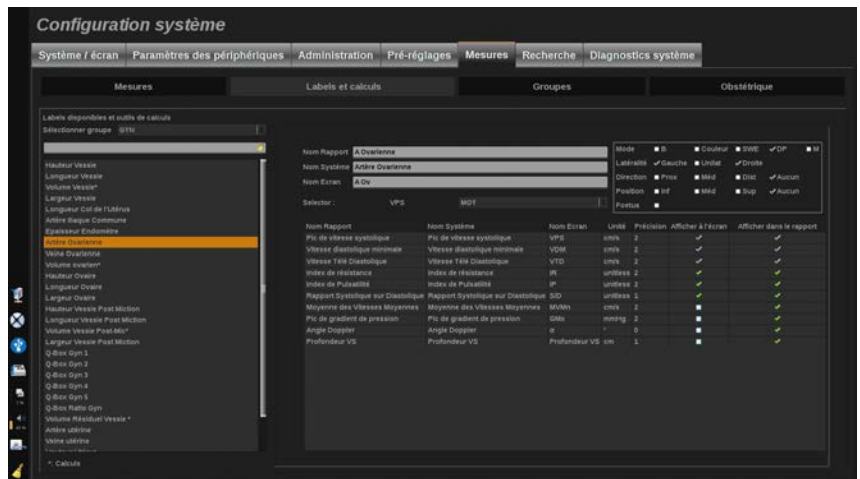 Configuration système
Système / écran Paramètres des périphériques Administration Pré-réglages Mesures Recherche Diagnostics système
Mesures Labels et calculs Groupes Obstétrique
Labels disponibles et outils de calculs
Sélectionner groupe GYN
Hauteur Vessie
Longueur Vessie
Volume Vessie*
Largeur Vessie
Longueur Col de l'Utérus
Artère Iliaque Commune
Epaisseur Endomètre
Artère Ovarienne
Veine Ovarienne
Volume ovarien*
Hauteur Ovaire
Longueur Ovaire
Largeur Ovaire
Hauteur Vessie Post Miction
Longueur Vessie Post Miction
Volume Vessie Post-Mic*
Largeur Vessie Post Miction
Q-Box Gyn 1
Q-Box Gyn 2
Q-Box Gyn 3
Q-Box Gyn 4
Q-Box Gyn 5
Q-Box Ratio Gyn
Volume Résiduel Vessie *
Artère utérine
Veine utérine
*: Calculs
Nom Rapport A Ovarienne
Nom Système Artère Ovarienne
Nom Ecran A Ov
Selector : VPS MOY
Mode B Couleur SWE DP M
Latéralité Gauche Unilat Droite
Direction Prox Méd Dist Aucun
Position Inf Méd Sup Aucun
Foetus
Nom Rapport Nom Système Nom Ecran Unité Précision Afficher à l'écran Afficher dans le rapport
Pic de vitesse systolique Pic de vitesse systolique VPS cm/s 2
Vitesse diastolique minimale Vitesse diastolique minimale VDM cm/s 2
Vitesse Télé Diastolique Vitesse Télé Diastolique VTD cm/s 2
Index de résistance Index de résistance IR unitless 2
Index de Pulsatilité Index de Pulsatilité IP unitless 2
Rapport Systolique sur Diastolique Rapport Systolique sur Diastolique S/D unitless 1
Moyenne des Vitesses Moyennes Moyenne des Vitesses Moyennes MVMn cm/s 2
Pic de gradient de pression Pic de gradient de pression GMx mmHg 2
Angle Doppler Angle Doppler α ° 0
Profondeur VS Profondeur VS Profondeur VS cm 1